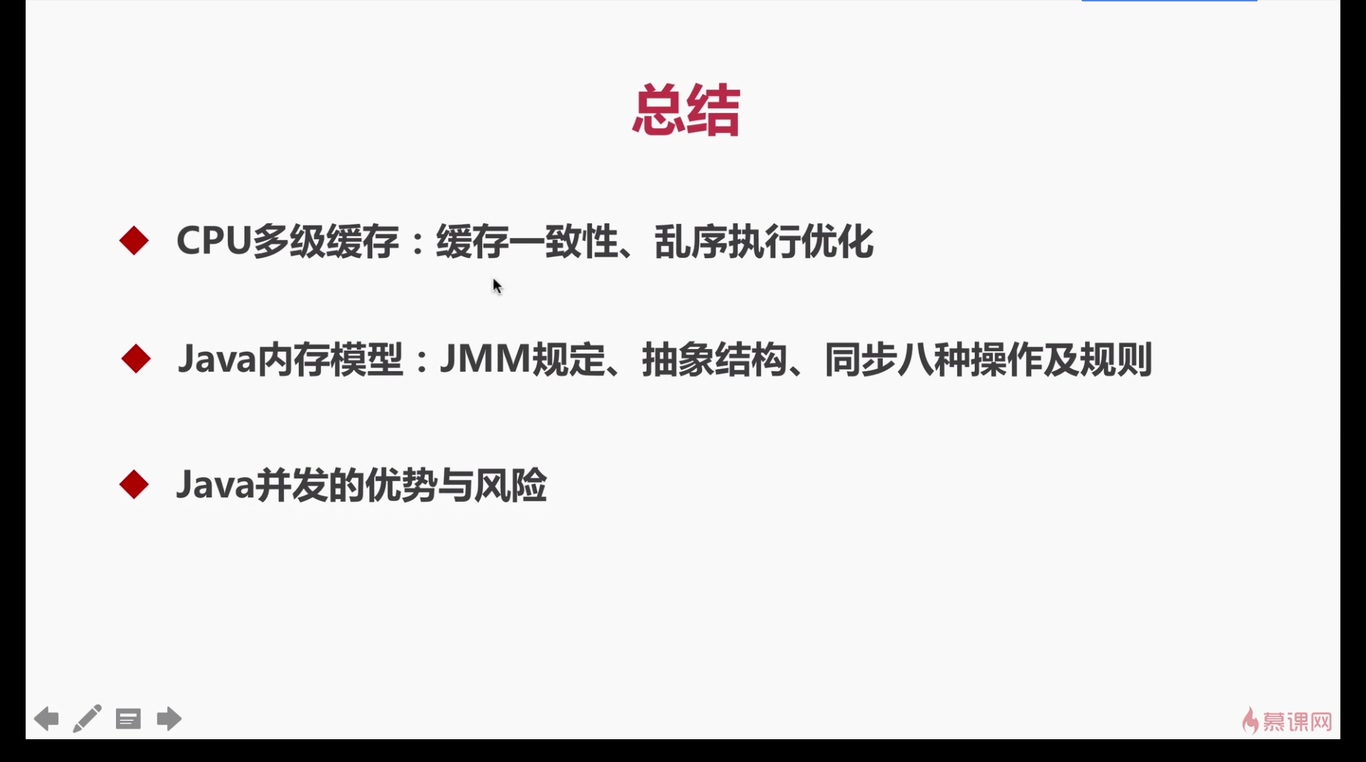 总结
CPU多级缓存：缓存一致性、乱序执行优化
Java内存模型：JMM规定、抽象结构、同步八种操作及规则
Java并发的优势与风险
慕课网